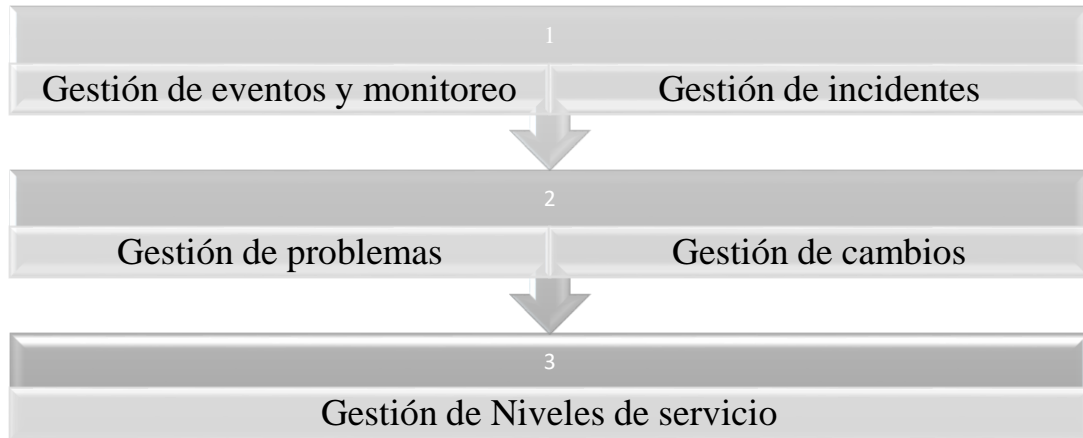 1
Gestión de eventos y monitoreo
Gestión de incidentes
2
Gestión de problemas
Gestión de cambios
3
Gestión de Niveles de servicio